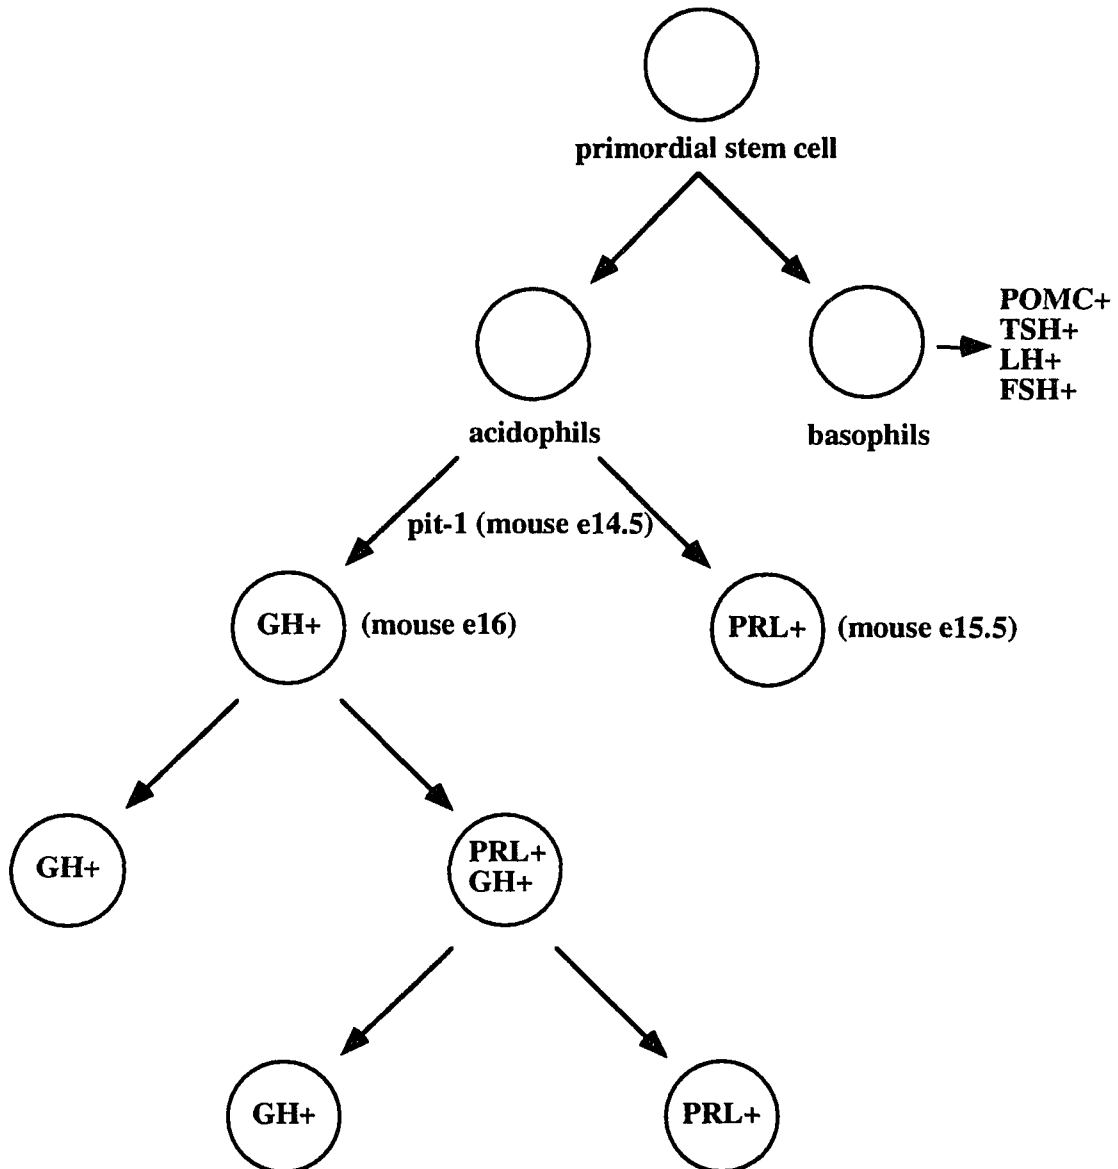 primordial stem cell
POMC+
TSH+
LH+
FSH+
acidophils
basophils
pit-1 (mouse e14.5)
GH+
(mouse e16)
PRL+
(mouse e15.5)
GH+
PRL+
GH+
GH+
PRL+